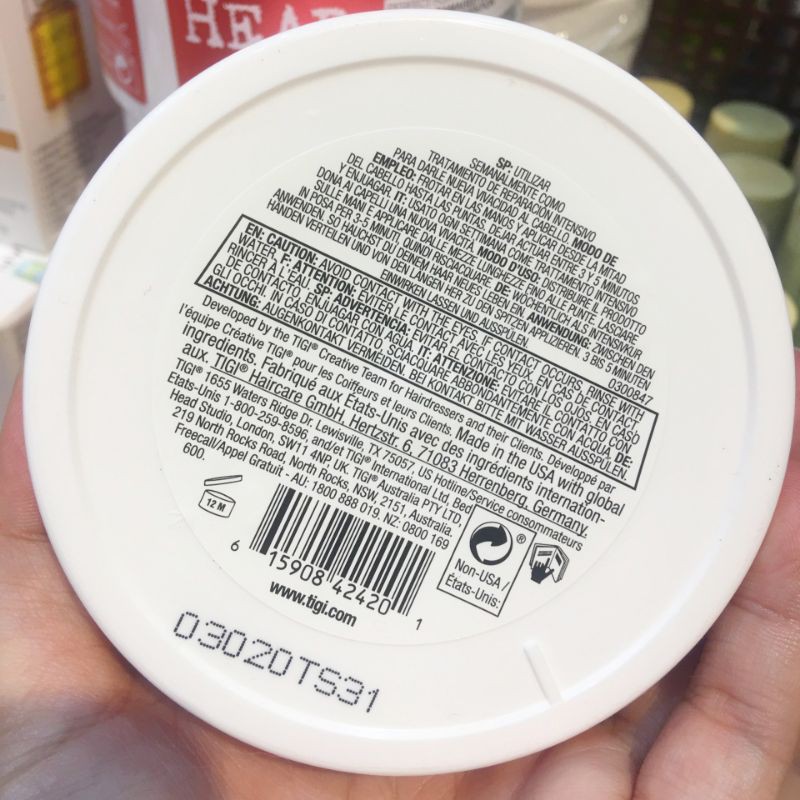 HEAD
SP: UTILIZAR
SEMANALMENTE COMO
TRATAMIENTO DE REPARACIÓN INTENSIVO
PARA DARLE NUEVA VIVACIDAD AL CABELLO. MODO DE
EMPLEO: FROTAR EN LAS MANOS Y APLICAR DESDE LA MITAD
DEL CABELLO HASTA LAS PUNTAS. DEJAR ACTUAR ENTRE 3 Y 5 MINUTOS
Y ENJUAGAR. IT: USATO OGNI SETTIMANA COME TRATTAMENTO INTENSIVO
DONA AI CAPELLI UNA NUOVA VIVACITÀ. MODO D'USO: DISTRIBUIRE IL PRODOTTO
SULLE MANI E APPLICARE DALLE MEZZE LUNGHEZZE FINO ALLE PUNTE. LASCIARE
IN POSA PER 3-5 MINUTI, QUINDI RISCIACQUARE. DE: WÖCHENTLICH ALS INTENSIVKUR
ANWENDEN. SO HAUCHST DU DEINEM HAAR NEUES LEBEN EIN. ANWENDUNG: ZWISCHEN DEN
HÄNDEN VERTEILEN UND VON DEN LÄNGEN HER ZU DEN SPITZEN APPLIZIEREN. 3 BIS 5 MINUTEN
EINWIRKEN LASSEN UND AUSSPÜLEN. 0300847
EN: CAUTION: AVOID CONTACT WITH THE EYES. IF CONTACT OCCURS, RINSE WITH
WATER. F: ATTENTION: ÉVITER LE CONTACT AVEC LES YEUX. EN CAS DE CONTACT,
RINCER À L'EAU. SP: ADVERTENCIA: EVITAR EL CONTACTO CON LOS OJOS. EN CASO
DE CONTACTO, ENJUAGAR CON AGUA. IT: ATTENZIONE: EVITARE IL CONTATTO CON
GLI OCCHI. IN CASO DI CONTATTO, SCIACQUARE ABBONDANTEMENTE CON ACQUA. DE:
ACHTUNG: AUGENKONTAKT VERMEIDEN. BEI KONTAKT BITTE MIT WASSER AUSSPÜLEN.
Developed by the TIGI® Creative Team for Hairdressers and their Clients. Développé par
l'équipe Créative TIGI® pour les Coiffeurs et leurs Clients. Made in the USA with global
ingredients. Fabriqué aux États-Unis avec des ingrédients internation-
aux. TIGI® Haircare GmbH, Hertzstr. 6, 71083 Herrenberg, Germany.
TIGI® 1655 Waters Ridge Dr. Lewisville, TX 75057. US Hotline/Service consommateurs
Etats-Unis 1-800-259-8596, and/et TIGI® International Ltd, Bed
Head Studio, London, SW11 4NP, UK. TIGI® Australia PTY LTD.
219 North Rocks Road, North Rocks, NSW, 2151, Australia.
Freecall/Appel Gratuit - AU: 1800 888 019. NZ: 0800 169
600.
12 M
6 15908 42420 1
www.tigi.com
®
Non-USA /
États-Unis:
03020TS31